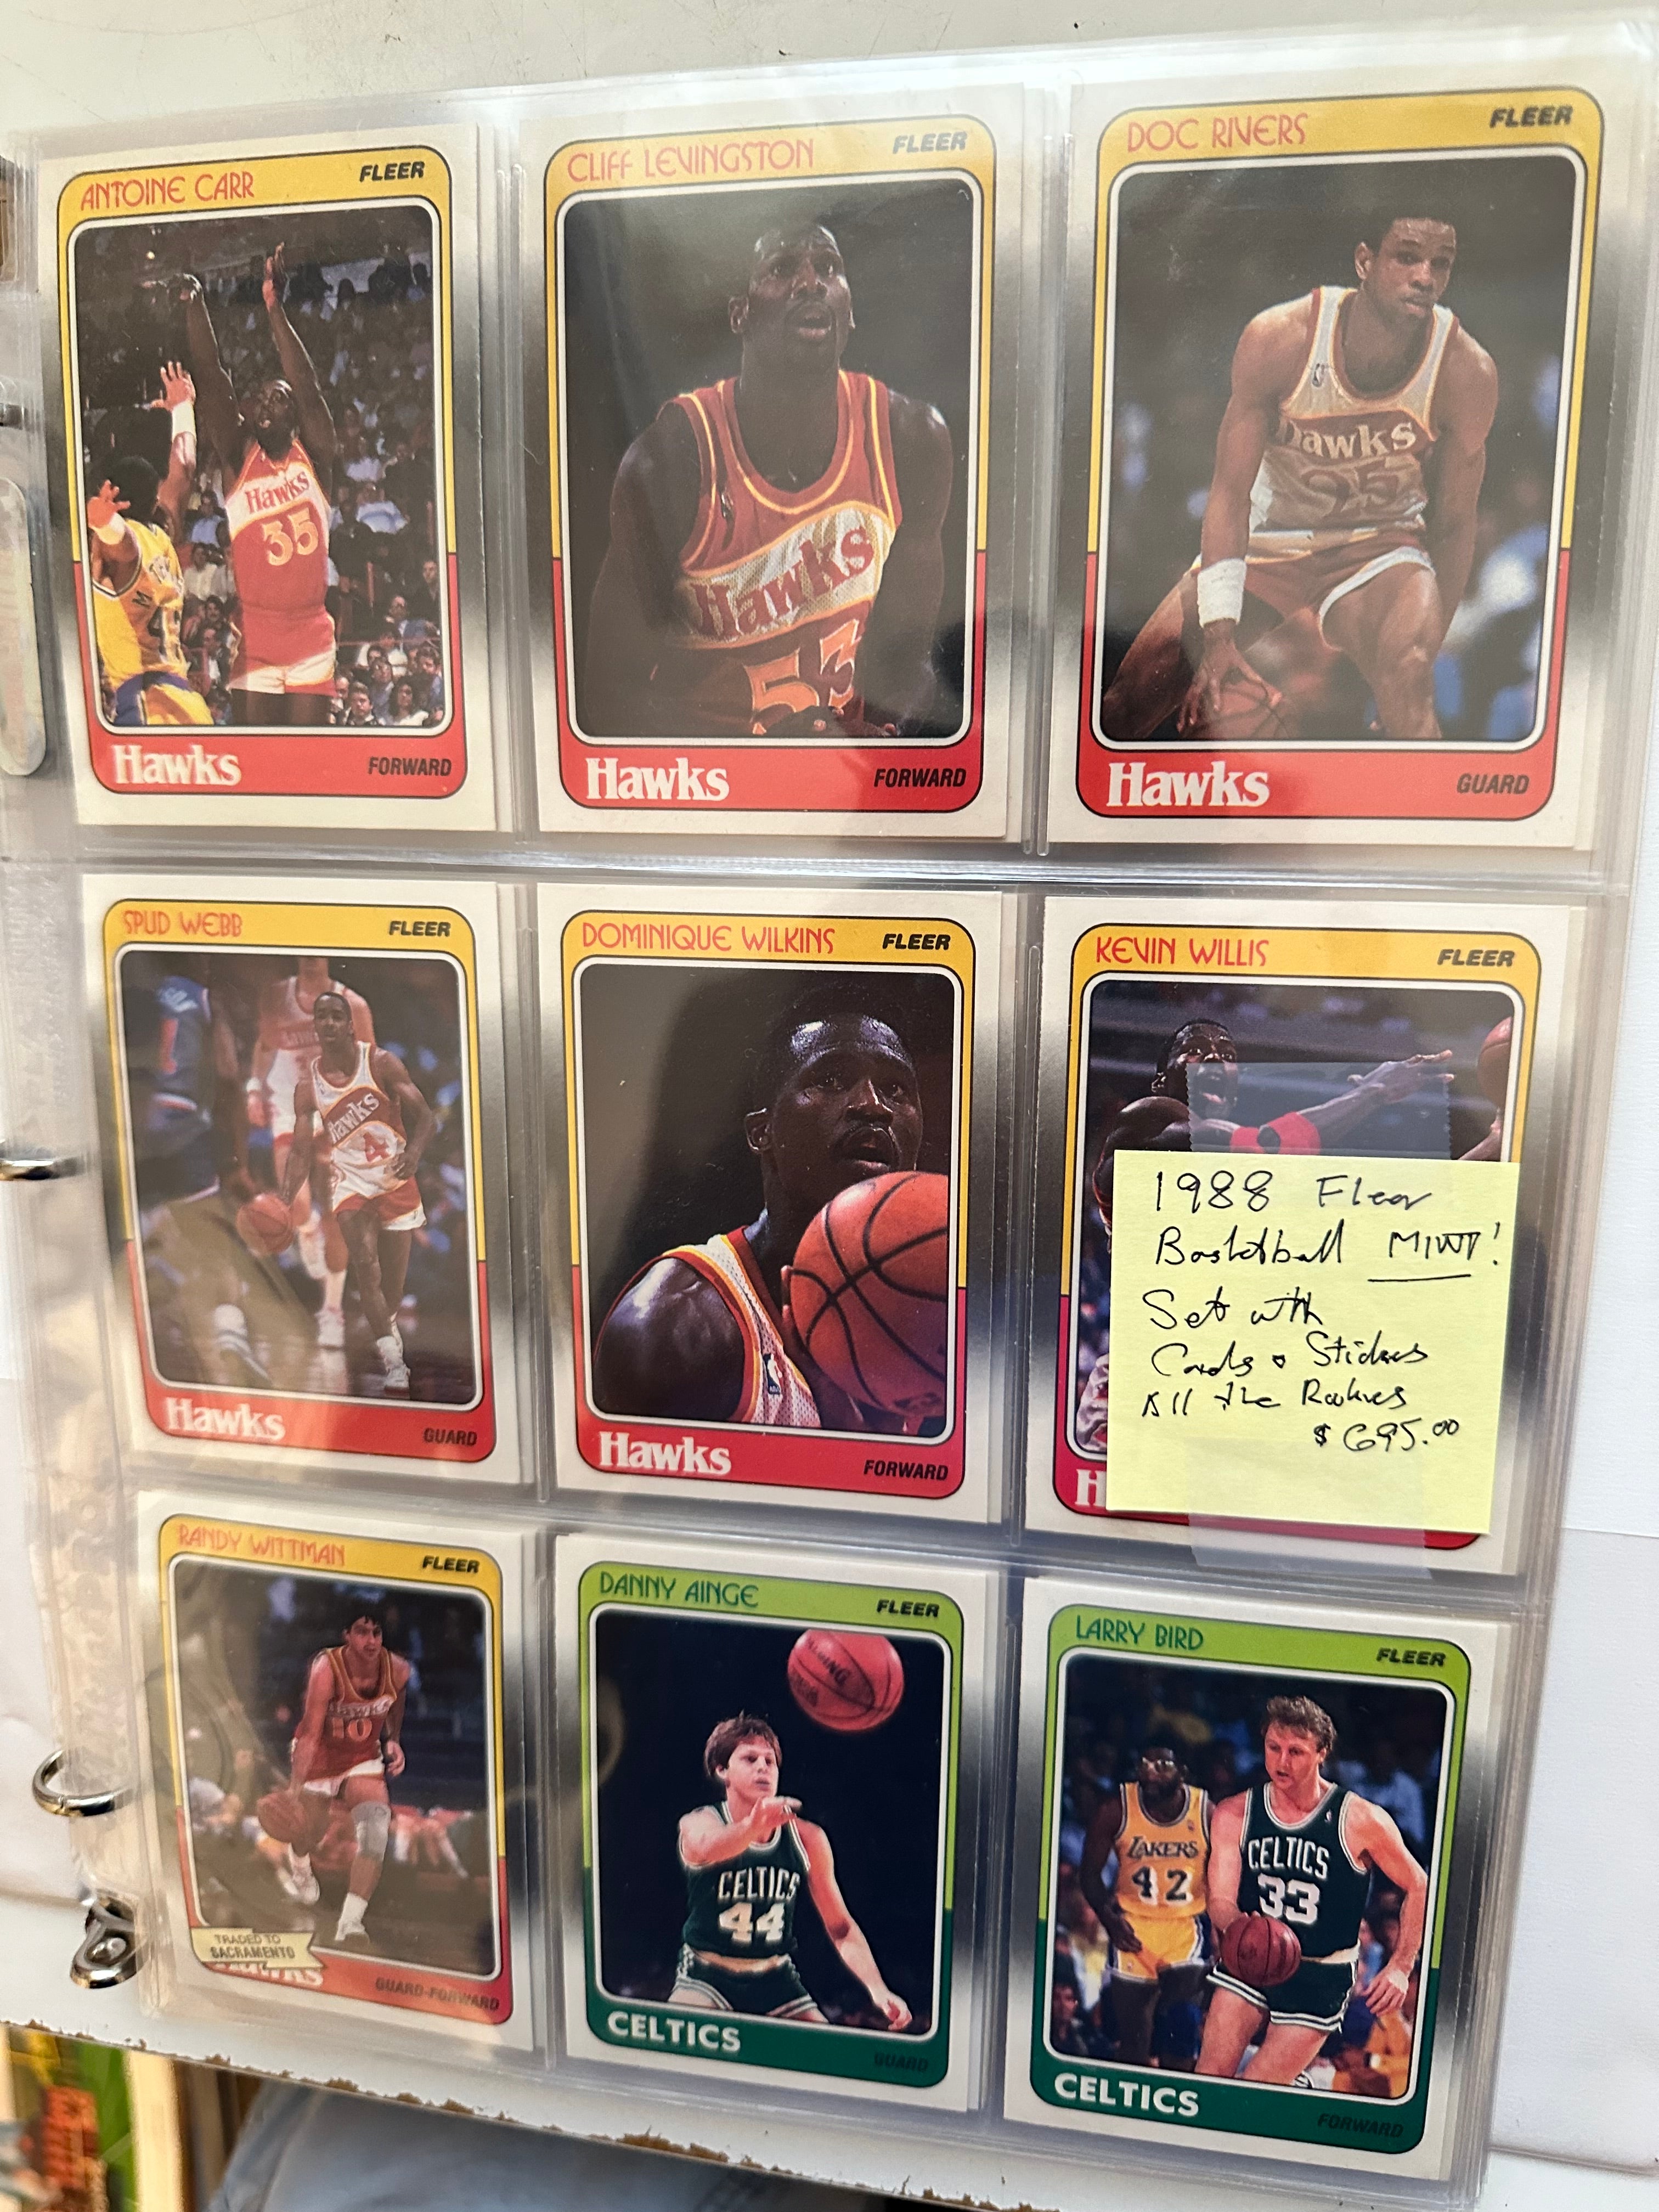 ANTOINE CARR FLEER
Hawks
35
Hawks FORWARD
CLIFF LEVINGSTON FLEER
Hawks
53
Hawks FORWARD
DOC RIVERS FLEER
Hawks
25
Hawks GUARD
SPUD WEBB FLEER
Hawks
4
Hawks GUARD
DOMINIQUE WILKINS FLEER
Hawks FORWARD
KEVIN WILLIS FLEER
H
1988 Fleer
Basketball MINT!
Set with
Cards & Stickers
All the Rookies
$695.00
RANDY WITTMAN FLEER
HAWKS
10
TRADED TO
SACRAMENTO
HAWKS GUARD-FORWARD
DANNY AINGE FLEER
CELTICS
44
CELTICS GUARD
LARRY BIRD FLEER
LAKERS
42
CELTICS
33
CELTICS FORWARD